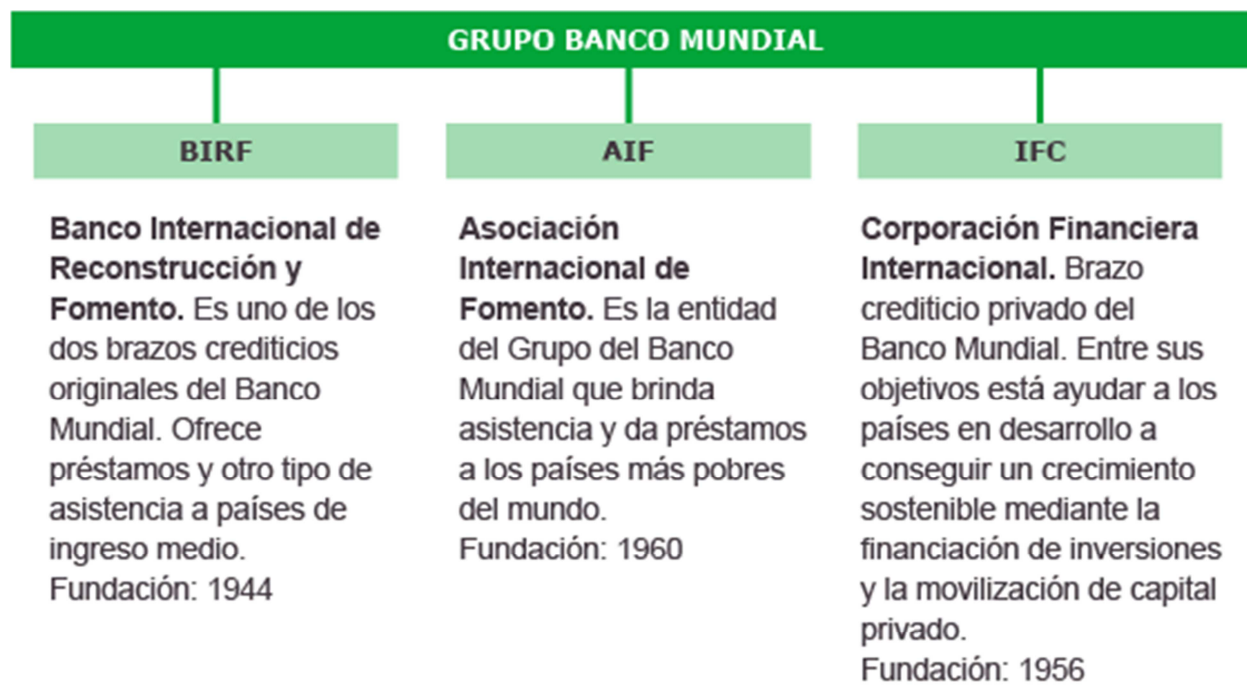 GRUPO BANCO MUNDIAL
BIRF
Banco Internacional de
Reconstrucción y
Fomento. Es uno de los
dos brazos crediticios
originales del Banco
Mundial. Ofrece
préstamos y otro tipo de
asistencia a países de
ingreso medio.
Fundación: 1944
AIF
Asociación
Internacional de
Fomento. Es la entidad
del Grupo del Banco
Mundial que brinda
asistencia y da préstamos
a los países más pobres
del mundo.
Fundación: 1960
IFC
Corporación Financiera
Internacional. Brazo
crediticio privado del
Banco Mundial. Entre sus
objetivos está ayudar a los
países en desarrollo a
conseguir un crecimiento
sostenible mediante la
financiación de inversiones
y la movilización de capital
privado.
Fundación: 1956